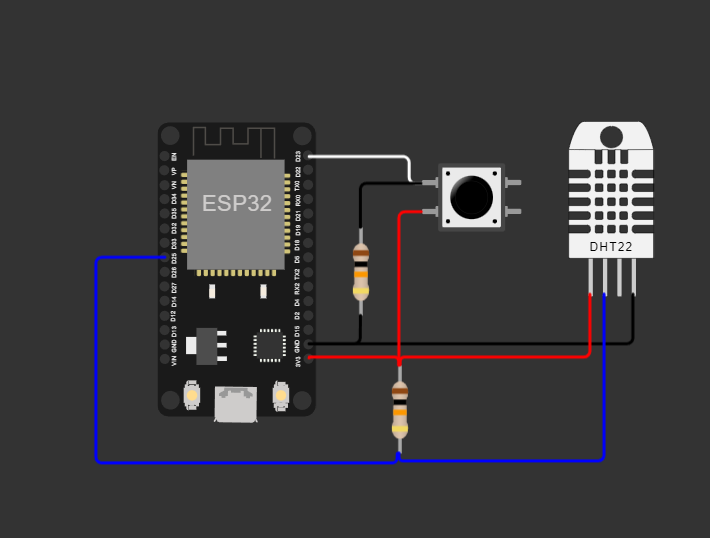 ESP32
EN
VP
VN
D34
D35
D32
D33
D25
D26
D27
D14
D12
D13
GND
VIN
D23
D22
TX0
RX0
D21
D19
D18
D5
TX2
RX2
D4
D2
D15
GND
3V3
DHT22